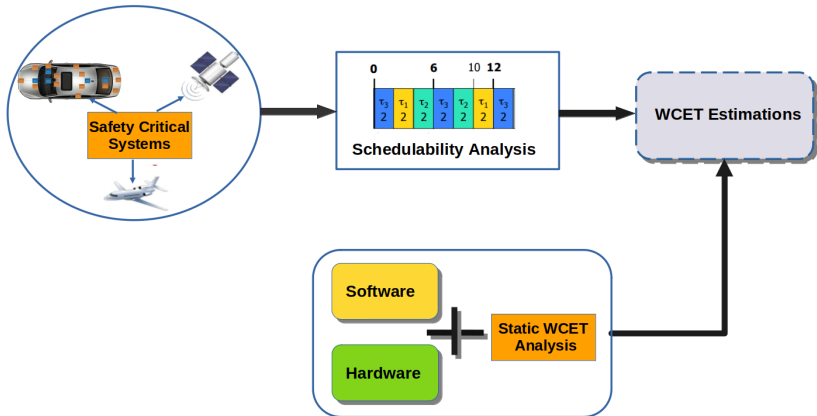 Safety Critical
Systems
0 6 10 12
τ3 τ1 τ2 τ3 τ2 τ1 τ3
2 2 2 2 2 2 2
Schedulability Analysis
WCET Estimations
Software
Hardware
Static WCET
Analysis